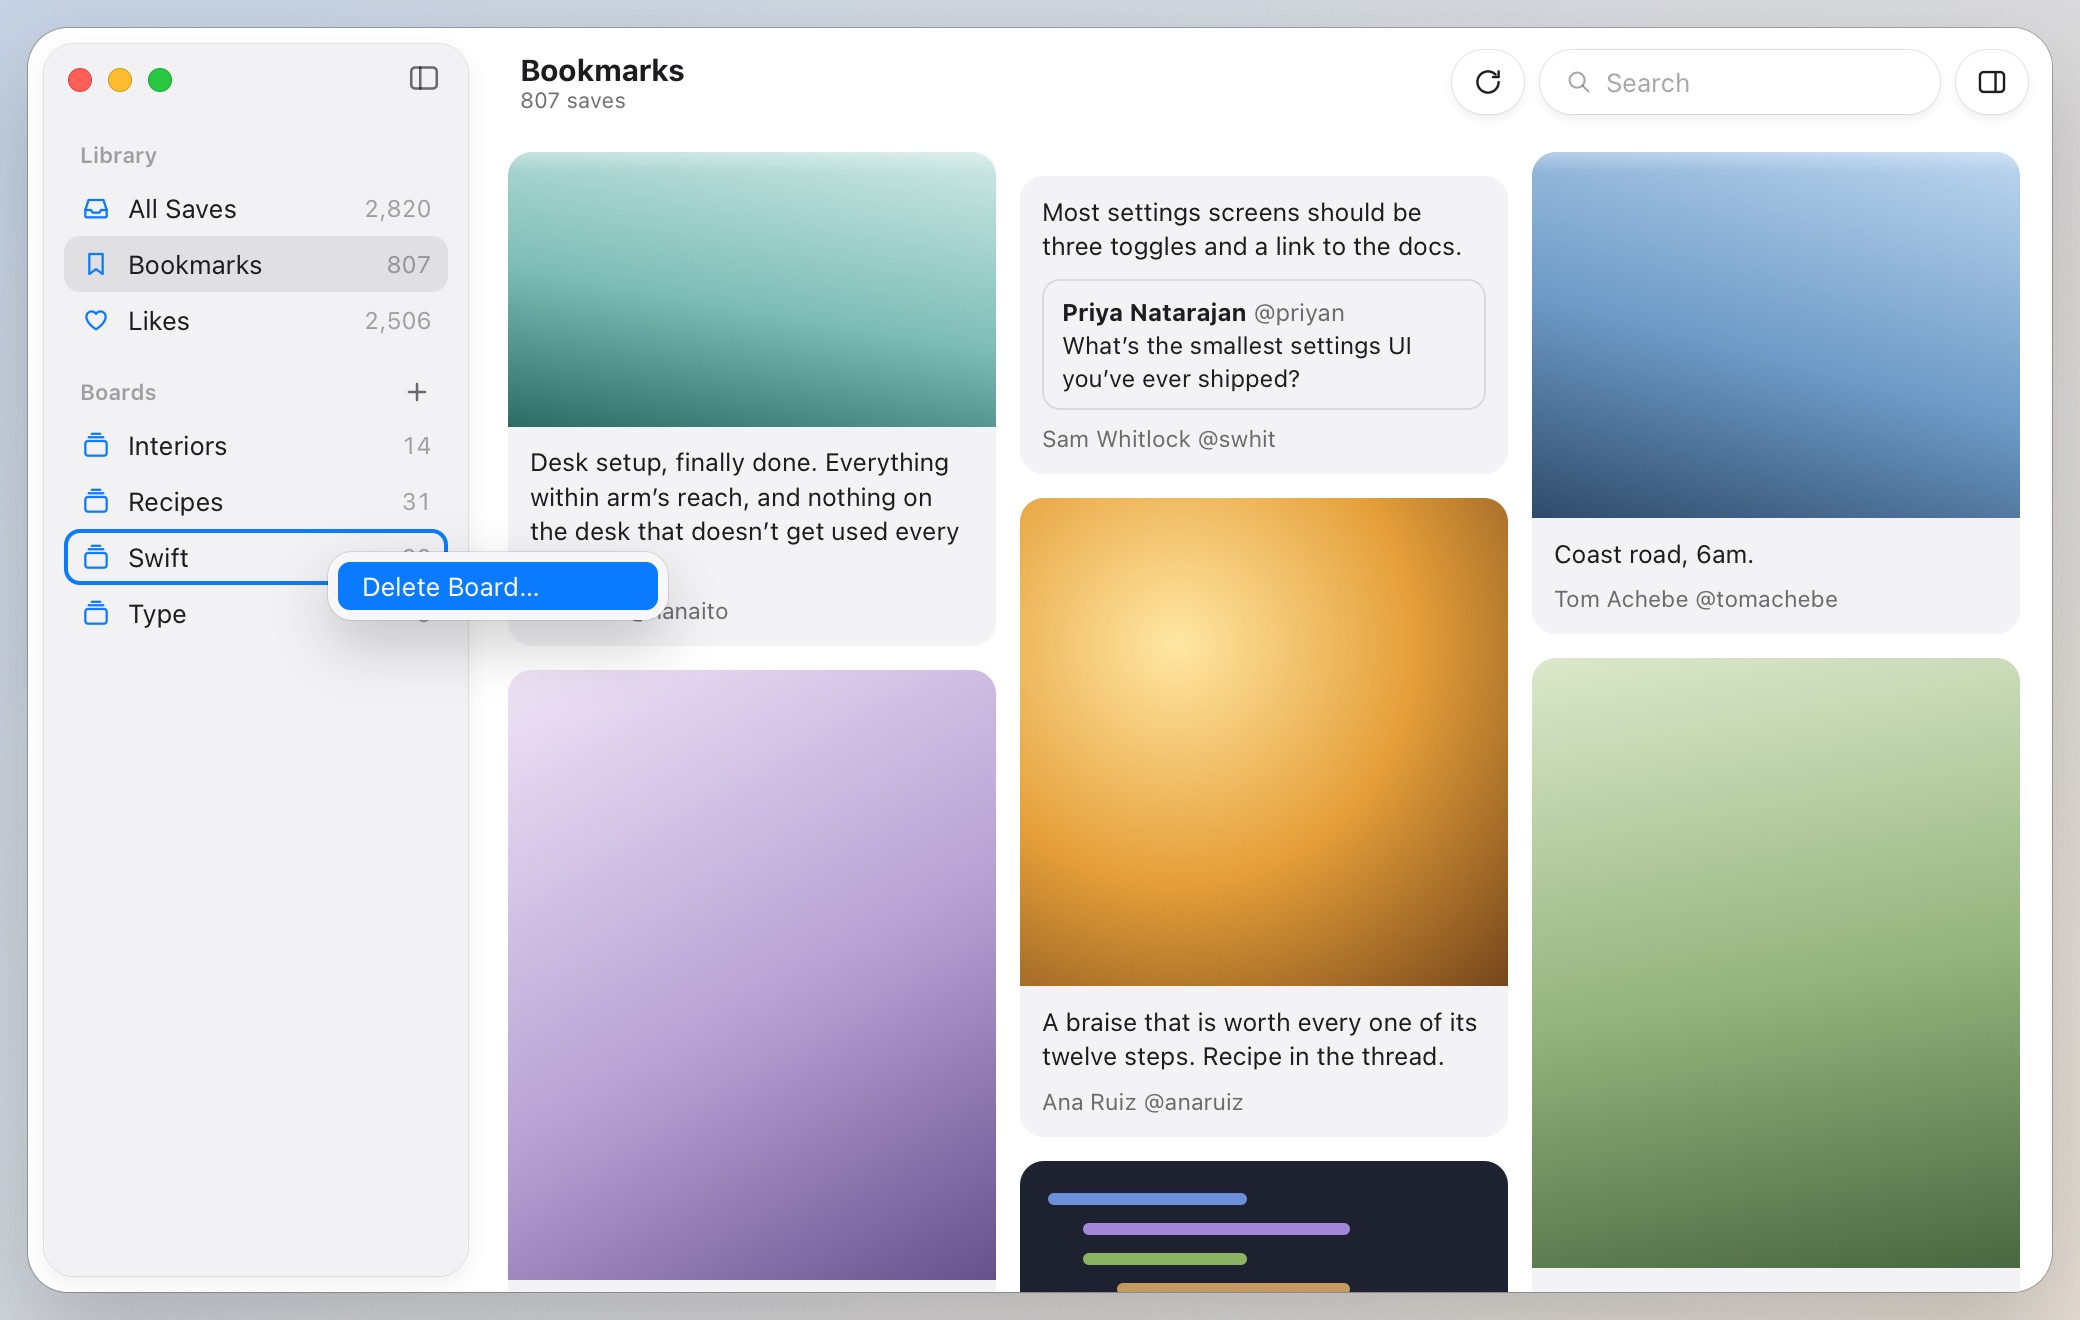 Bookmarks
807 saves
Search
Library
All Saves 2,820
Bookmarks 807
Likes 2,506
Boards
Interiors 14
Recipes 31
Swift
Type
Delete Board...
Desk setup, finally done. Everything
within arm’s reach, and nothing on
the desk that doesn’t get used every
Most settings screens should be
three toggles and a link to the docs.
Priya Natarajan @priyan
What’s the smallest settings UI
you’ve ever shipped?
Sam Whitlock @swhit
A braise that is worth every one of its
twelve steps. Recipe in the thread.
Ana Ruiz @anaruiz
Coast road, 6am.
Tom Achebe @tomachebe